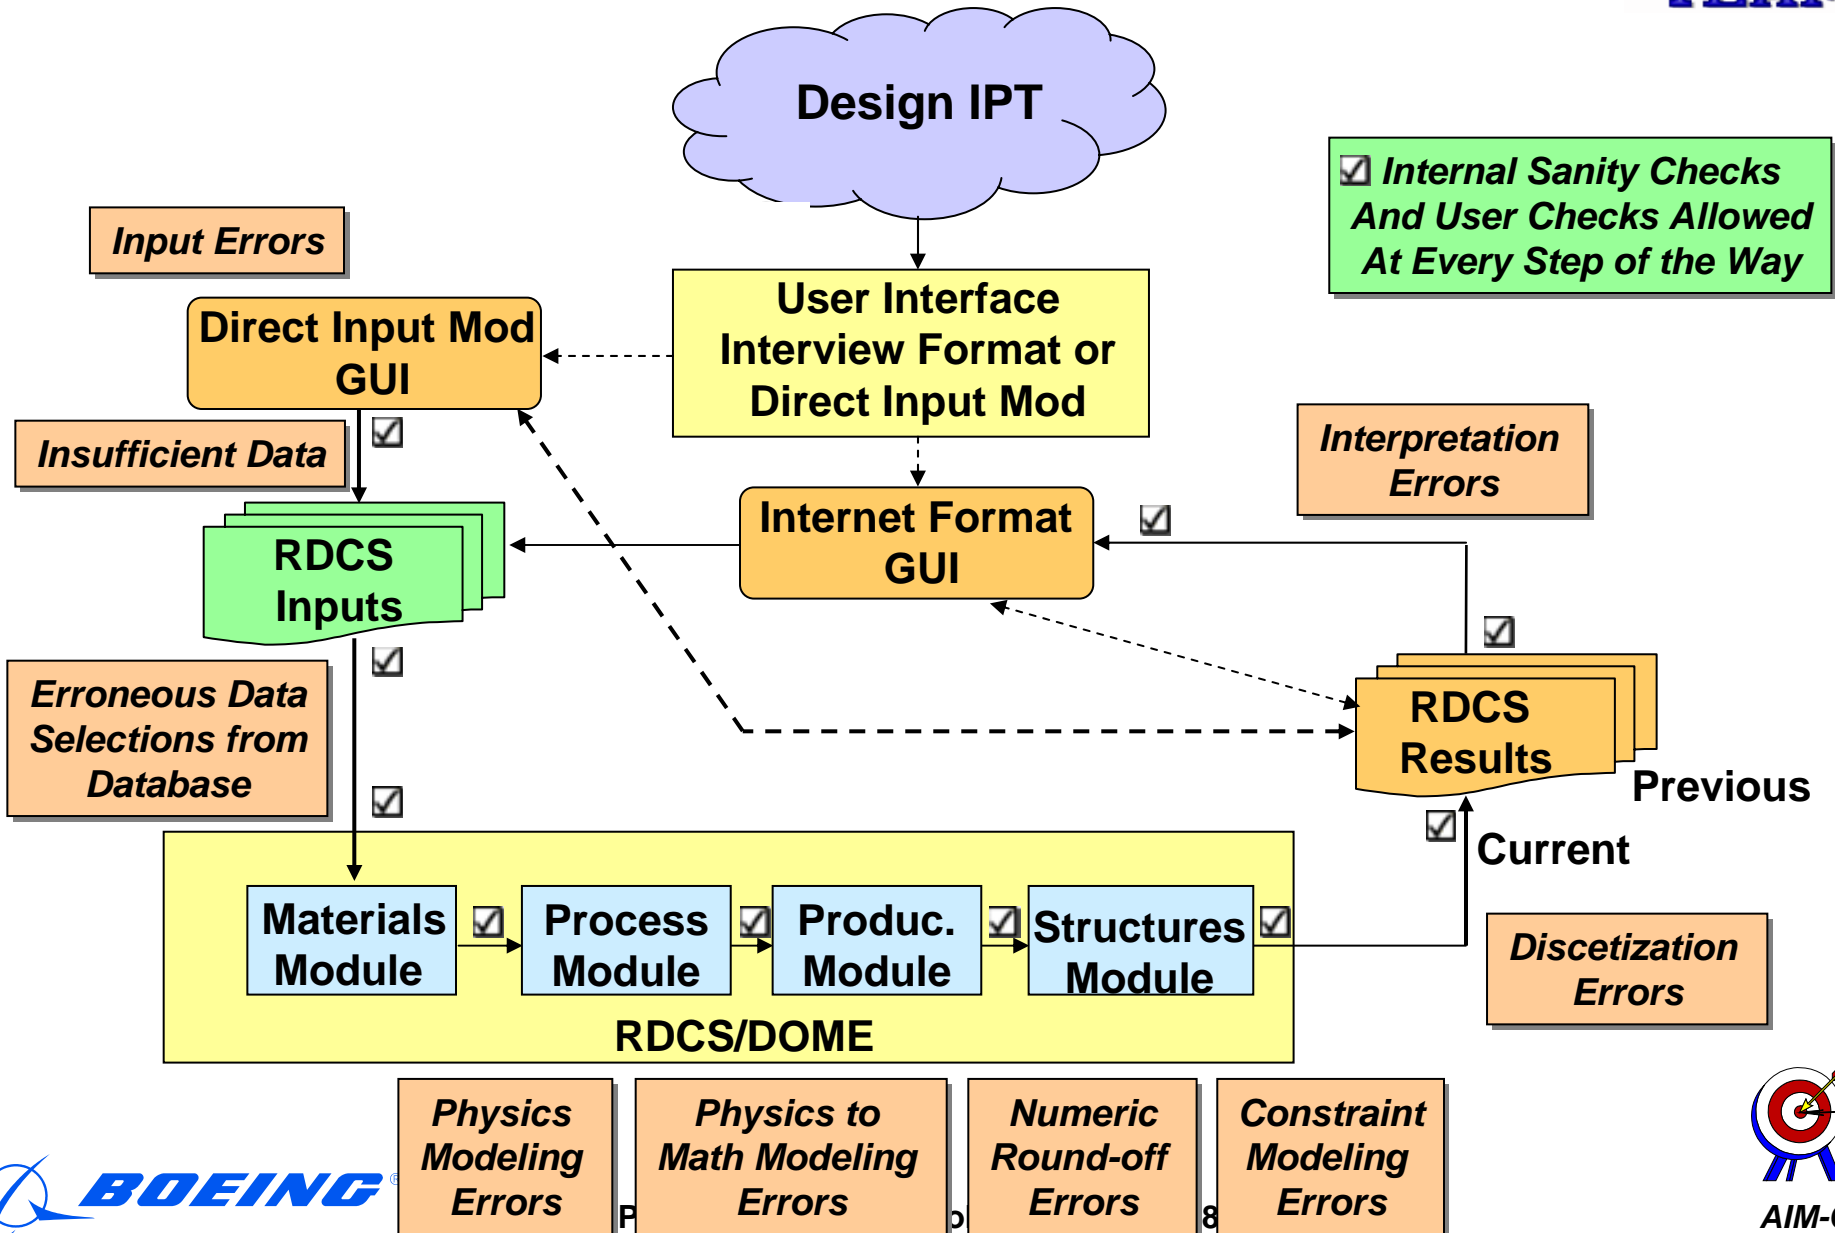 Design IPT
Internal Sanity Checks
And User Checks Allowed
At Every Step of the Way
Input Errors
User Interface
Interview Format or
Direct Input Mod
Direct Input Mod
GUI
Insufficient Data
Interpretation
Errors
Internet Format
GUI
RDCS
Inputs
Erroneous Data
Selections from
Database
RDCS
Results
Previous
Current
Materials
Module
Process
Module
Produc.
Module
Structures
Module
RDCS/DOME
Discetization
Errors
Physics
Modeling
Errors
Physics to
Math Modeling
Errors
Numeric
Round-off
Errors
Constraint
Modeling
Errors
BOEING®